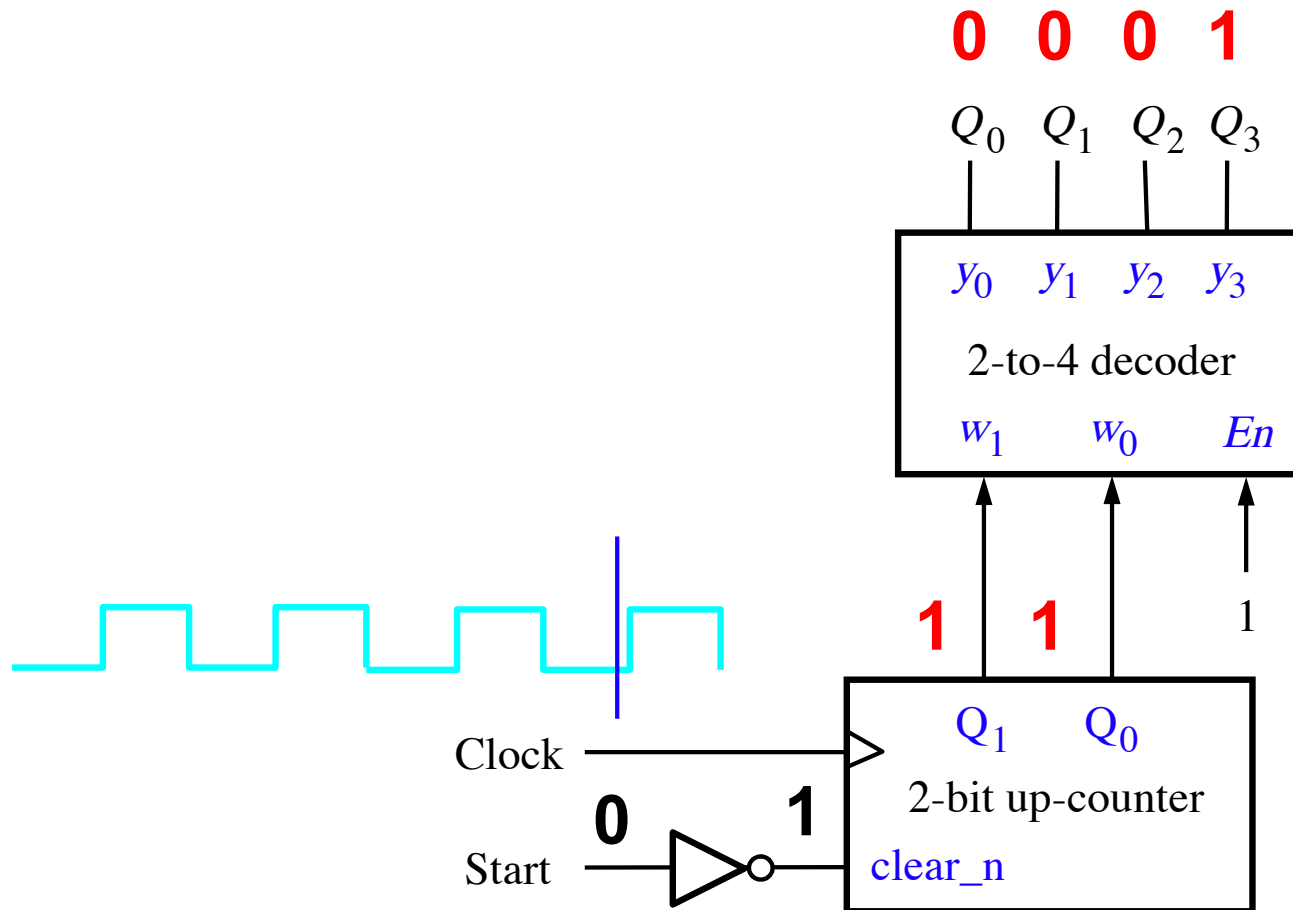 0 0 0 1
Q0 Q1 Q2 Q3
y0 y1 y2 y3
2-to-4 decoder
w1 w0 En
1 1 1
Q1 Q0
Clock
2-bit up-counter
0 1
Start clear_n